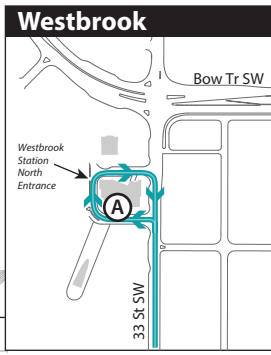 Westbrook
Bow Tr SW
Westbrook
Station
North
Entrance
A
33 St SW